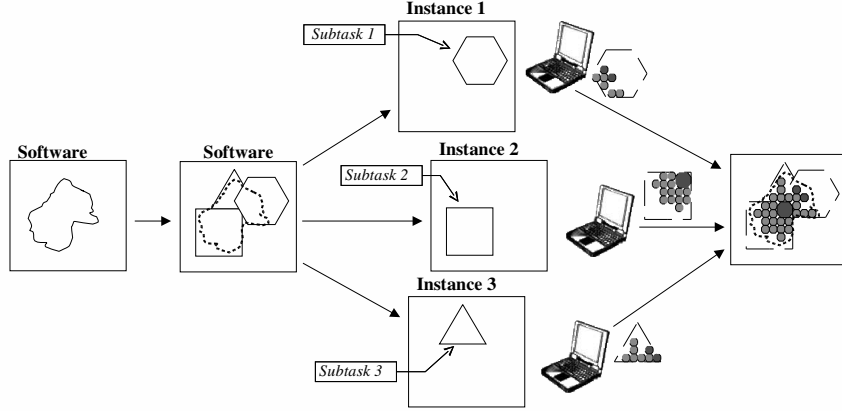 Instance 1
Subtask 1
Software
Software
Instance 2
Subtask 2
Instance 3
Subtask 3